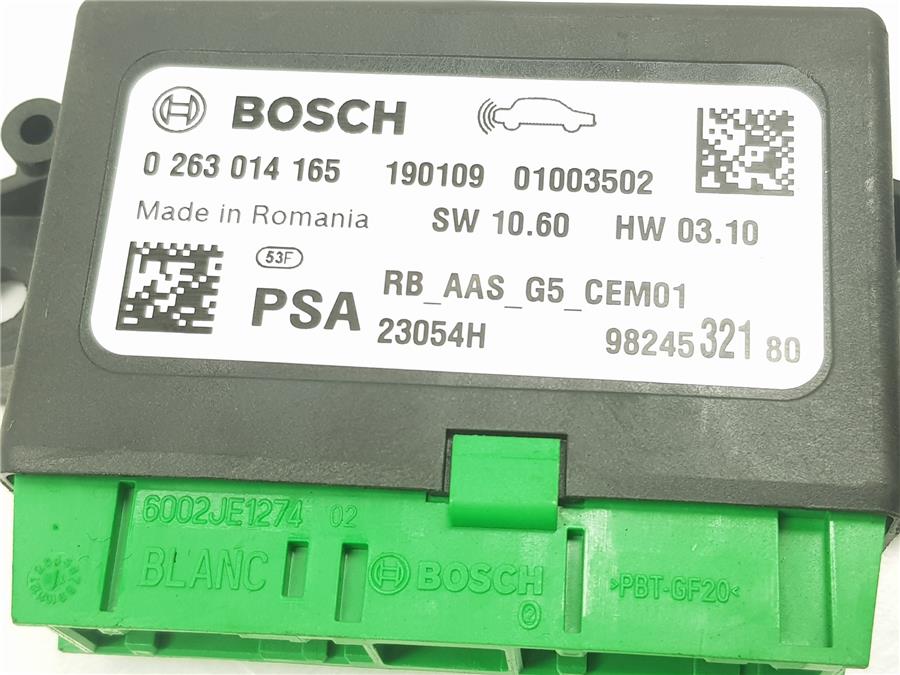 BOSCH
0 263 014 165 190109 01003502
Made in Romania SW 10.60 HW 03.10
53F
PSA RB_AAS_G5_CEM01
23054H 98245 321 80
6002JE1274 02
BLANC BOSCH >PBT-GF20<